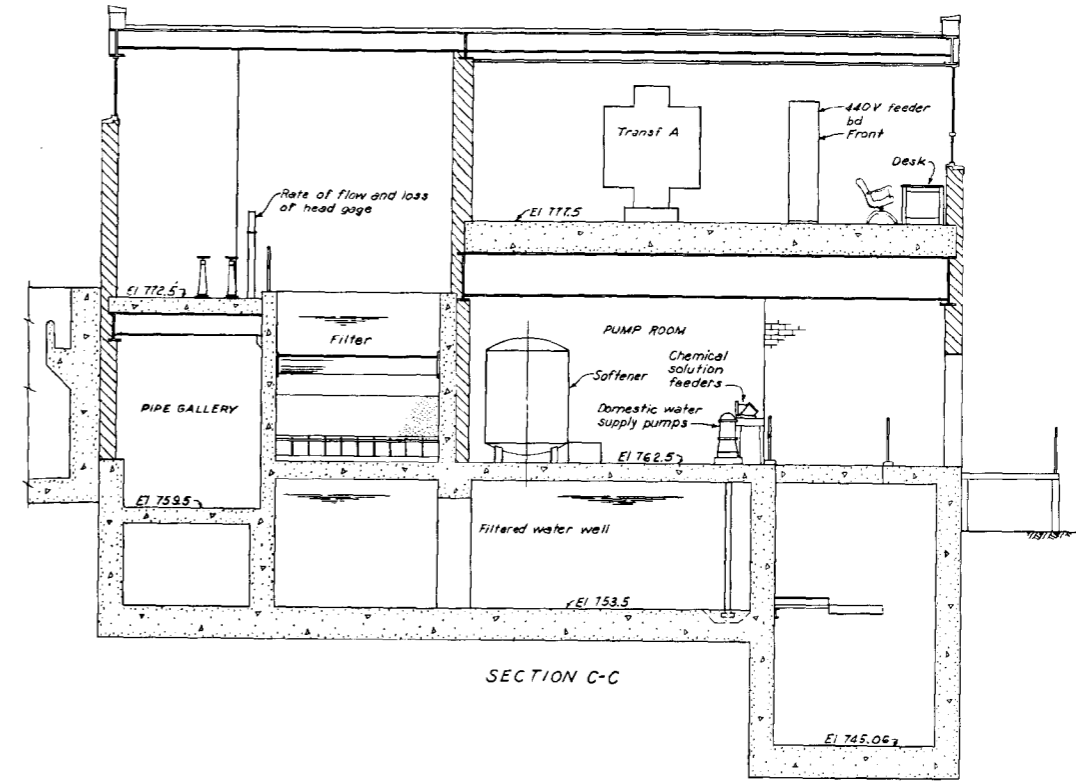 Transf A
440V feeder
bd
Front
Desk
Rate of flow and loss
of head gage
El 777.5
El 772.5
Filter
PUMP ROOM
Chemical
solution
feeders
Softener
Domestic water
supply pumps
PIPE GALLERY
El 762.5
El 759.5
Filtered water well
El 753.5
SECTION C-C
El 745.06